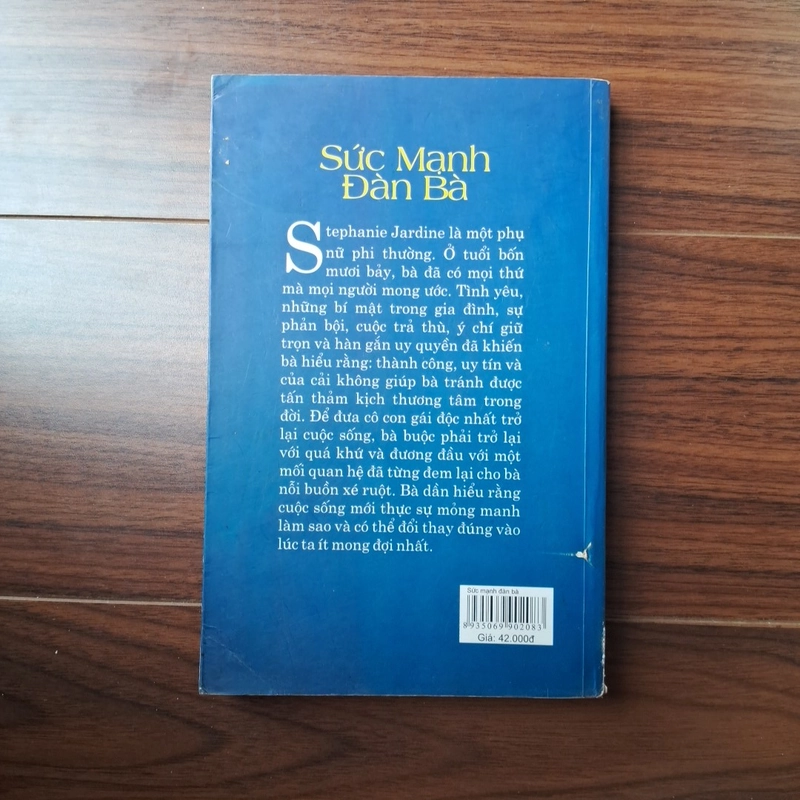 Sức Mạnh
Đàn Bà
Stephanie Jardine là một phụ
nữ phi thường. Ở tuổi bốn
mươi bảy, bà đã có mọi thứ
mà mọi người mong ước. Tình yêu,
những bí mật trong gia đình, sự
phản bội, cuộc trả thù, ý chí giữ
trọn và hàn gắn uy quyền đã khiến
bà hiểu rằng: thành công, uy tín và
của cải không giúp bà tránh được
tấn thảm kịch thương tâm trong
đời. Để đưa cô con gái độc nhất trở
lại cuộc sống, bà buộc phải trở lại
với quá khứ và đương đầu với một
mối quan hệ đã từng đem lại cho bà
nỗi buồn xé ruột. Bà dần hiểu rằng
cuộc sống mới thực sự mỏng manh
làm sao và có thể đổi thay đúng vào
lúc ta ít mong đợi nhất.
Sức mạnh đàn bà
8935069902083
Giá: 42.000đ